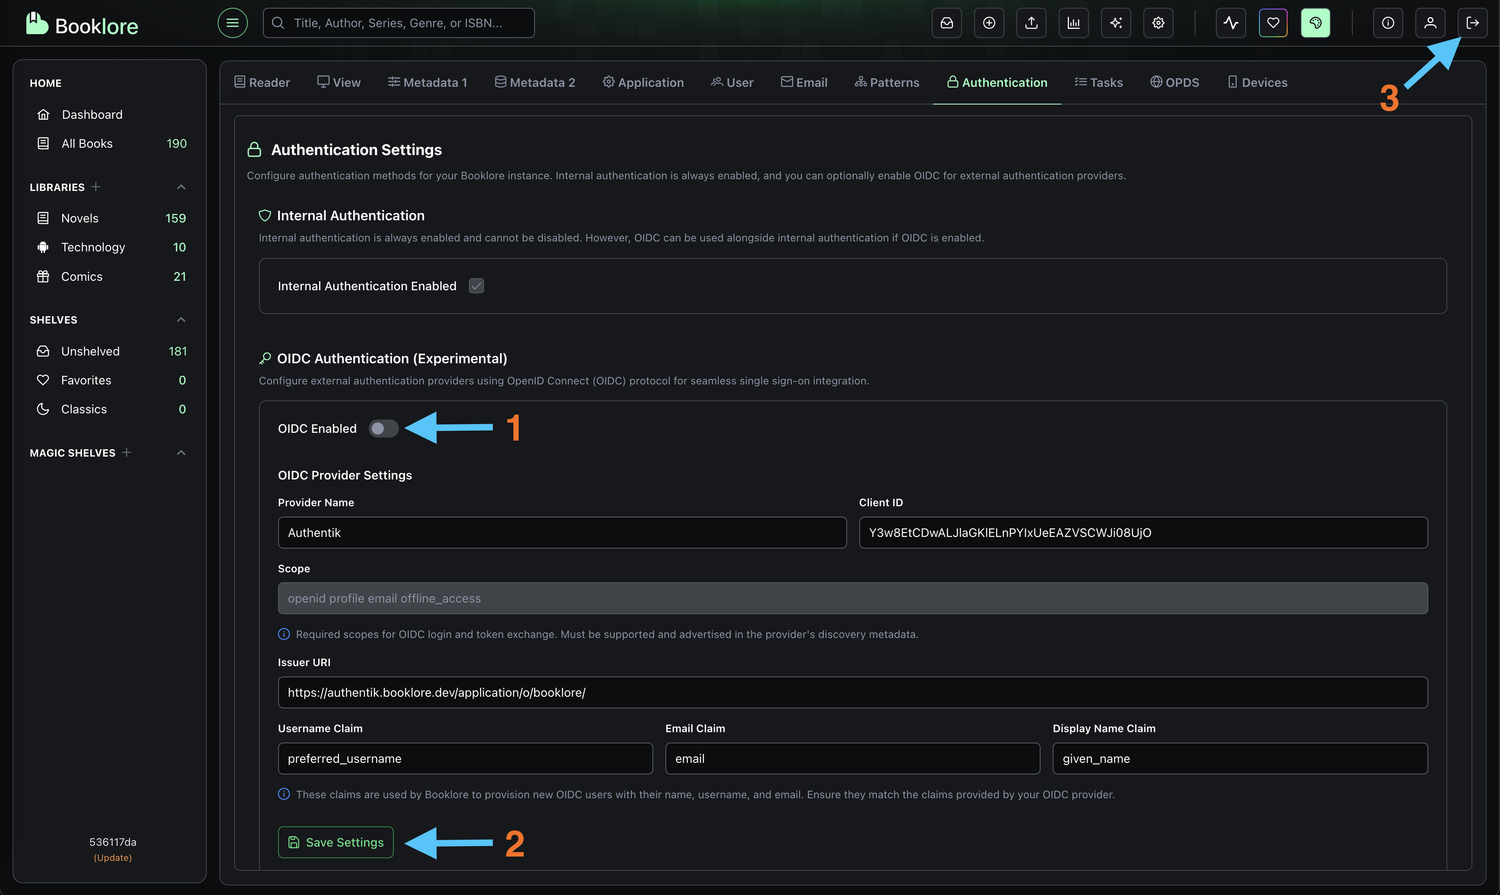 Booklore
Title, Author, Series, Genre, or ISBN...
3
HOME
Dashboard
All Books 190
LIBRARIES
Novels 159
Technology 10
Comics 21
SHELVES
Unshelved 181
Favorites 0
Classics 0
MAGIC SHELVES
536117da
(Update)
Reader View Metadata 1 Metadata 2 Application User Email Patterns Authentication Tasks OPDS Devices
Authentication Settings
Configure authentication methods for your Booklore instance. Internal authentication is always enabled, and you can optionally enable OIDC for external authentication providers.
Internal Authentication
Internal authentication is always enabled and cannot be disabled. However, OIDC can be used alongside internal authentication if OIDC is enabled.
Internal Authentication Enabled
OIDC Authentication (Experimental)
Configure external authentication providers using OpenID Connect (OIDC) protocol for seamless single sign-on integration.
OIDC Enabled 1
OIDC Provider Settings
Provider Name Client ID
Authentik Y3w8EtCDwALJlaGKlELnPYIxUeEAZVSCWJi08UjO
Scope
openid profile email offline_access
Required scopes for OIDC login and token exchange. Must be supported and advertised in the provider's discovery metadata.
Issuer URI
https://authentik.booklore.dev/application/o/booklore/
Username Claim Email Claim Display Name Claim
preferred_username email given_name
These claims are used by Booklore to provision new OIDC users with their name, username, and email. Ensure they match the claims provided by your OIDC provider.
Save Settings 2